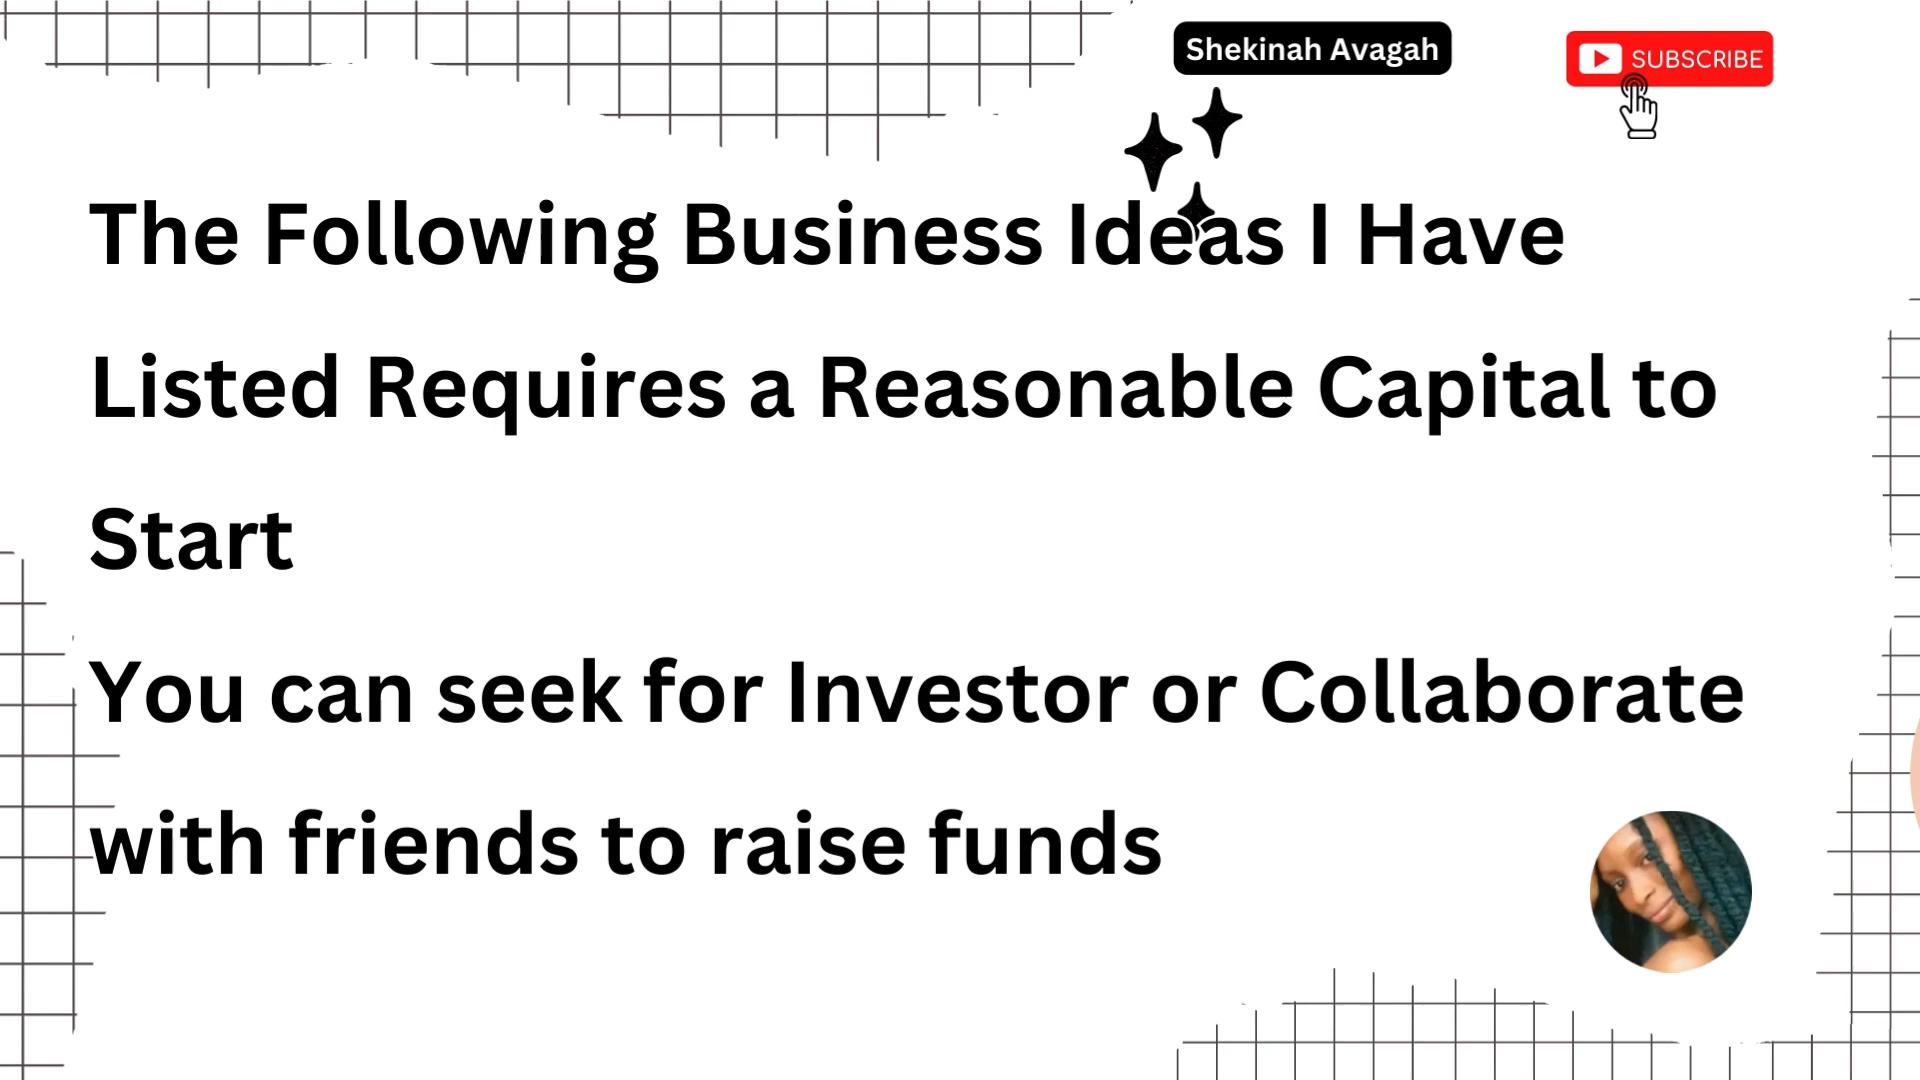 Shekinah Avagah
SUBSCRIBE
The Following Business Ideas I Have
Listed Requires a Reasonable Capital to
Start
You can seek for Investor or Collaborate
with friends to raise funds